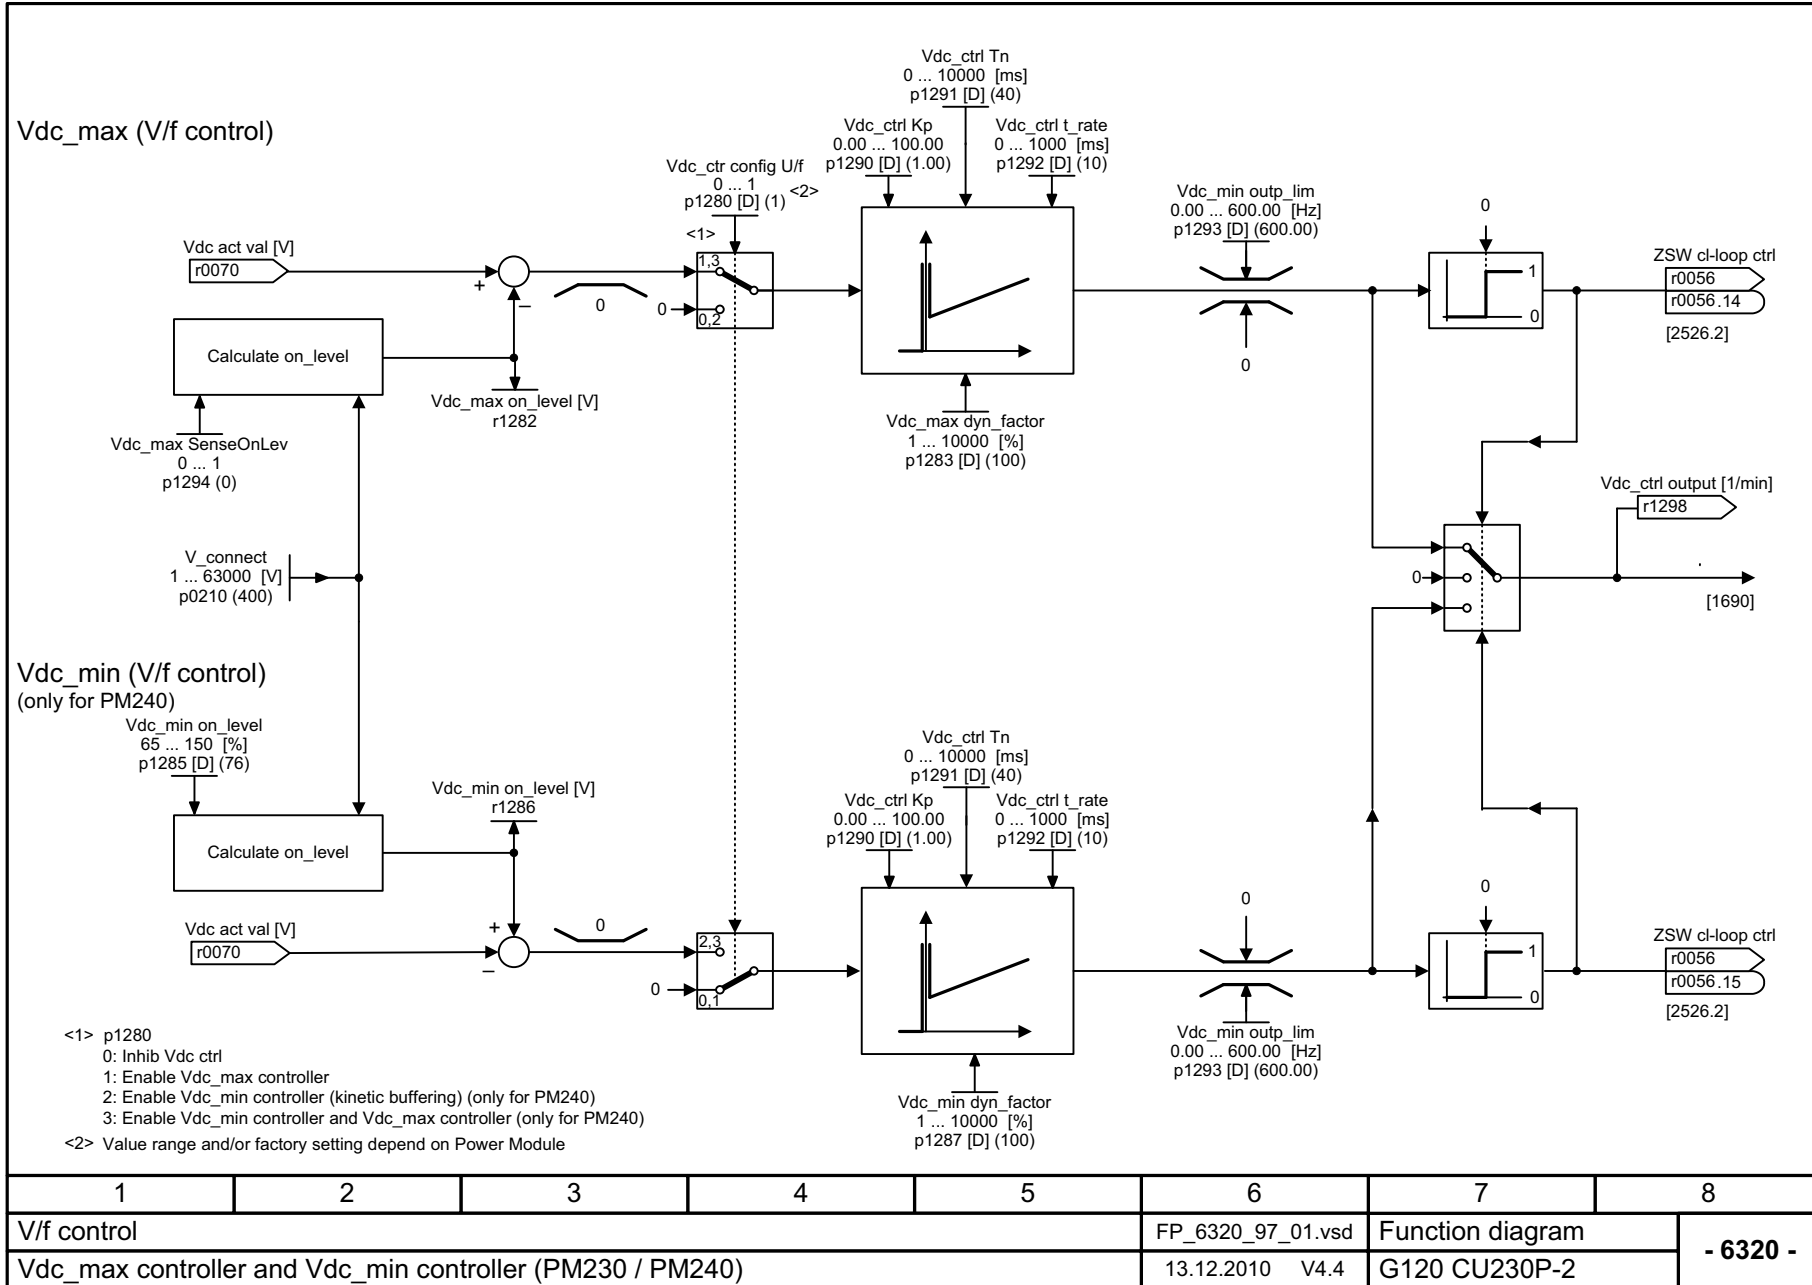 Vdc_max (V/f control)
Vdc_ctrl Tn
0 ... 10000 [ms]
p1291 [D] (40)
Vdc_ctrl Kp
0.00 ... 100.00
p1290 [D] (1.00)
Vdc_ctrl t_rate
0 ... 1000 [ms]
p1292 [D] (10)
Vdc_ctr config U/f
0 ... 1
p1280 [D] (1)
<2>
<1>
Vdc_min outp_lim
0.00 ... 600.00 [Hz]
p1293 [D] (600.00)
0
Vdc act val [V]
r0070
+
–
0
1,3
0
0,2
0
1
0
ZSW cl-loop ctrl
r0056
r0056.14
[2526.2]
Calculate on_level
Vdc_max on_level [V]
r1282
Vdc_max SenseOnLev
0 ... 1
p1294 (0)
Vdc_max dyn_factor
1 ... 10000 [%]
p1283 [D] (100)
Vdc_ctrl output [1/min]
r1298
V_connect
1 ... 63000 [V]
p0210 (400)
0
[1690]
Vdc_min (V/f control)
(only for PM240)
Vdc_min on_level
65 ... 150 [%]
p1285 [D] (76)
Vdc_min on_level [V]
r1286
Vdc_ctrl Tn
0 ... 10000 [ms]
p1291 [D] (40)
Vdc_ctrl Kp
0.00 ... 100.00
p1290 [D] (1.00)
Vdc_ctrl t_rate
0 ... 1000 [ms]
p1292 [D] (10)
Calculate on_level
Vdc act val [V]
r0070
+
–
0
2,3
0
0,1
0
0
1
0
ZSW cl-loop ctrl
r0056
r0056.15
[2526.2]
Vdc_min outp_lim
0.00 ... 600.00 [Hz]
p1293 [D] (600.00)
Vdc_min dyn_factor
1 ... 10000 [%]
p1287 [D] (100)
<1> p1280
0: Inhib Vdc ctrl
1: Enable Vdc_max controller
2: Enable Vdc_min controller (kinetic buffering) (only for PM240)
3: Enable Vdc_min controller and Vdc_max controller (only for PM240)
<2> Value range and/or factory setting depend on Power Module
1 2 3 4 5 6 7 8
V/f control
FP_6320_97_01.vsd
Function diagram
- 6320 -
Vdc_max controller and Vdc_min controller (PM230 / PM240)
13.12.2010 V4.4
G120 CU230P-2